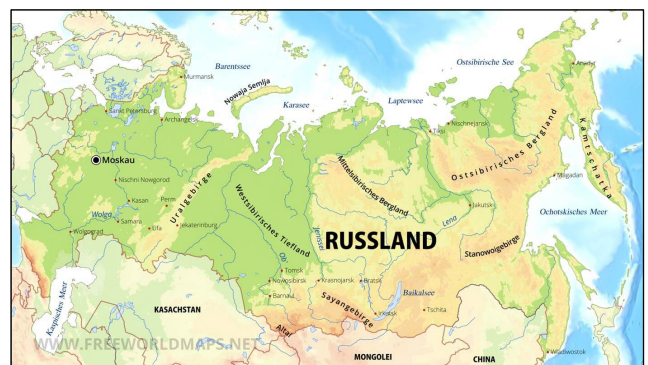 Barentssee
Ostsibirische See
Anadyr
Murmansk
Nowaja Semlja
Karasee
Laptewsee
Sankt Petersburg
Archangelsk
Tiksi
Nischnejansk
Ostsibirisches Bergland
Kamtschatka
Moskau
Nischni Nowgorod
Kasan
Perm
Uralgebirge
Westsibirisches Tiefland
Mittelsibirisches Bergland
Magadan
Jakutsk
Ochotskisches Meer
Wolga
Samara
Ufa
Jekaterinburg
Wolgograd
Jenissei
Ob
Lena
RUSSLAND
Stanowoigebirge
Tomsk
Nowosibirsk
Krasnojarsk
Bratsk
Barnaul
Sayangebirge
Baikalsee
Irkutsk
Tschita
Kaspisches Meer
KASACHSTAN
Altai
WWW.FREEWORLDMAPS.NET
MONGOLEI
CHINA
Wladiwostok